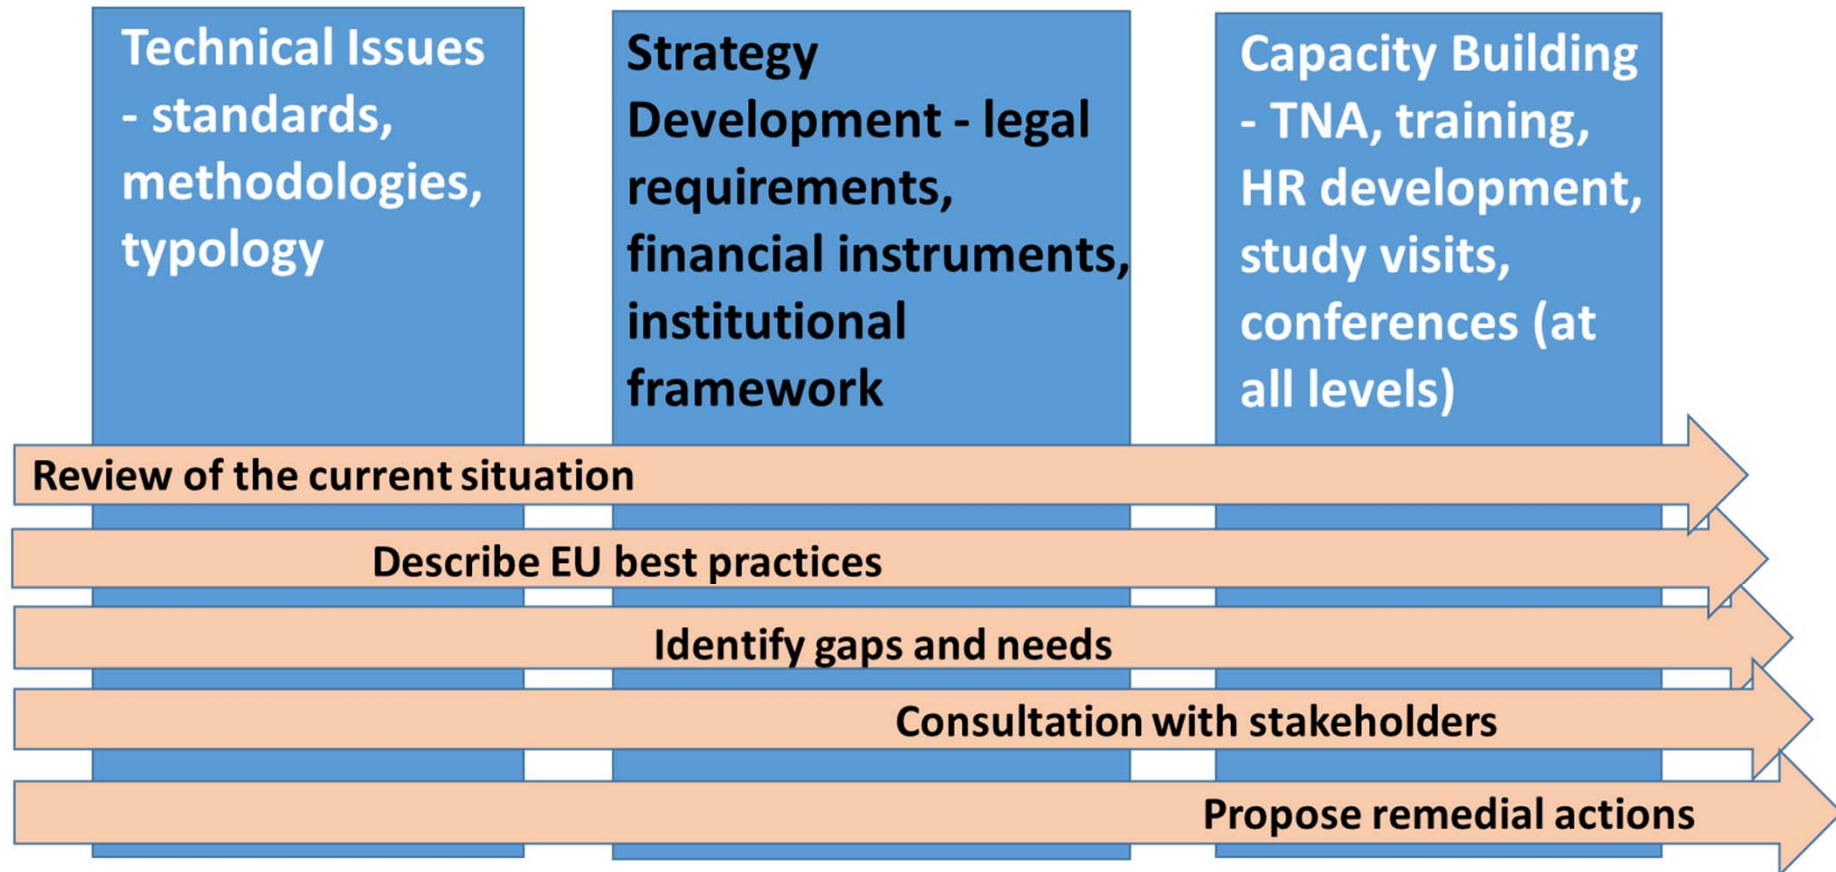 Technical Issues
- standards,
methodologies,
typology
Strategy
Development - legal
requirements,
financial instruments,
institutional
framework
Capacity Building
- TNA, training,
HR development,
study visits,
conferences (at
all levels)
Review of the current situation
Describe EU best practices
Identify gaps and needs
Consultation with stakeholders
Propose remedial actions